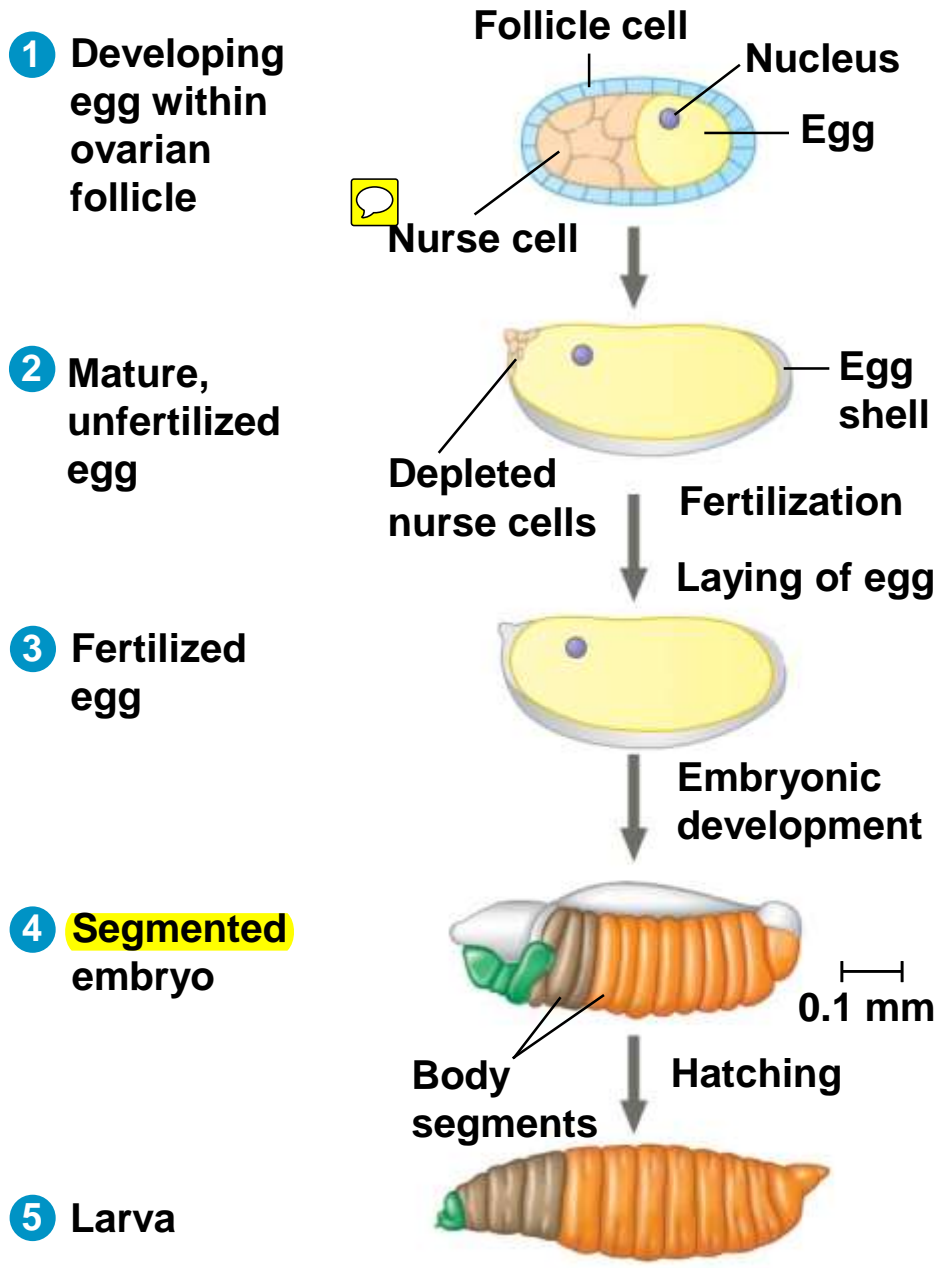 1 Developing
egg within
ovarian
follicle
Follicle cell
Nucleus
Egg
Nurse cell
2 Mature,
unfertilized
egg
Egg
shell
Depleted
nurse cells
Fertilization
Laying of egg
3 Fertilized
egg
Embryonic
development
4 Segmented
embryo
0.1 mm
Body
segments
Hatching
5 Larva